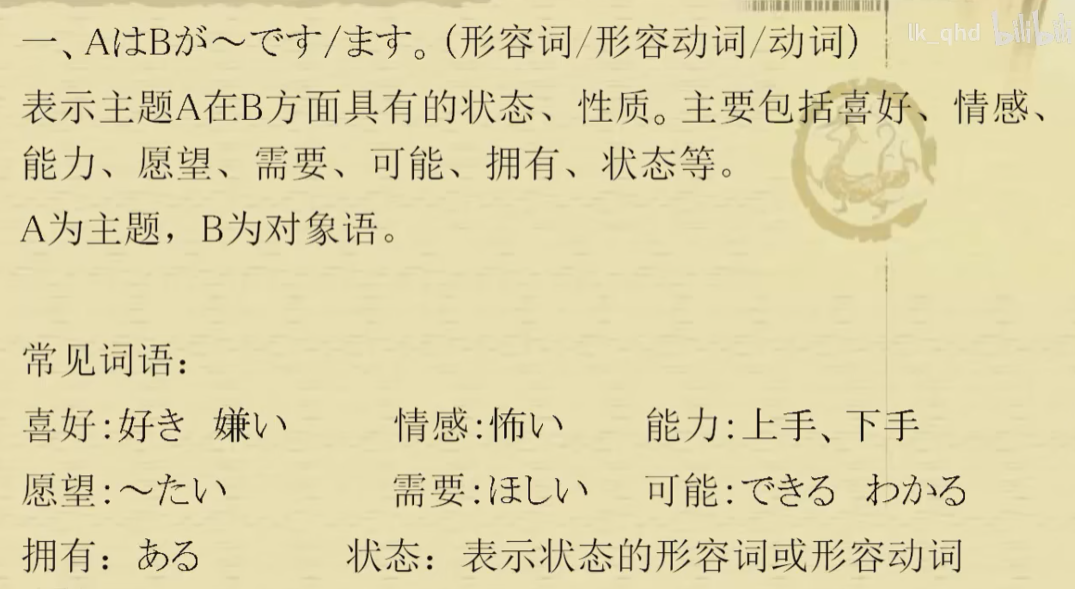 一、AはBが～です/ます。(形容词/形容动词/动词)
lk_qhd bilibili
表示主题A在B方面具有的状态、性质。主要包括喜好、情感、
能力、愿望、需要、可能、拥有、状态等。
A为主题，B为对象语。
常见词语：
喜好:好き 嫌い 情感:怖い 能力:上手、下手
愿望:～たい 需要:ほしい 可能:できる わかる
拥有：ある 状态：表示状态的形容词或形容动词